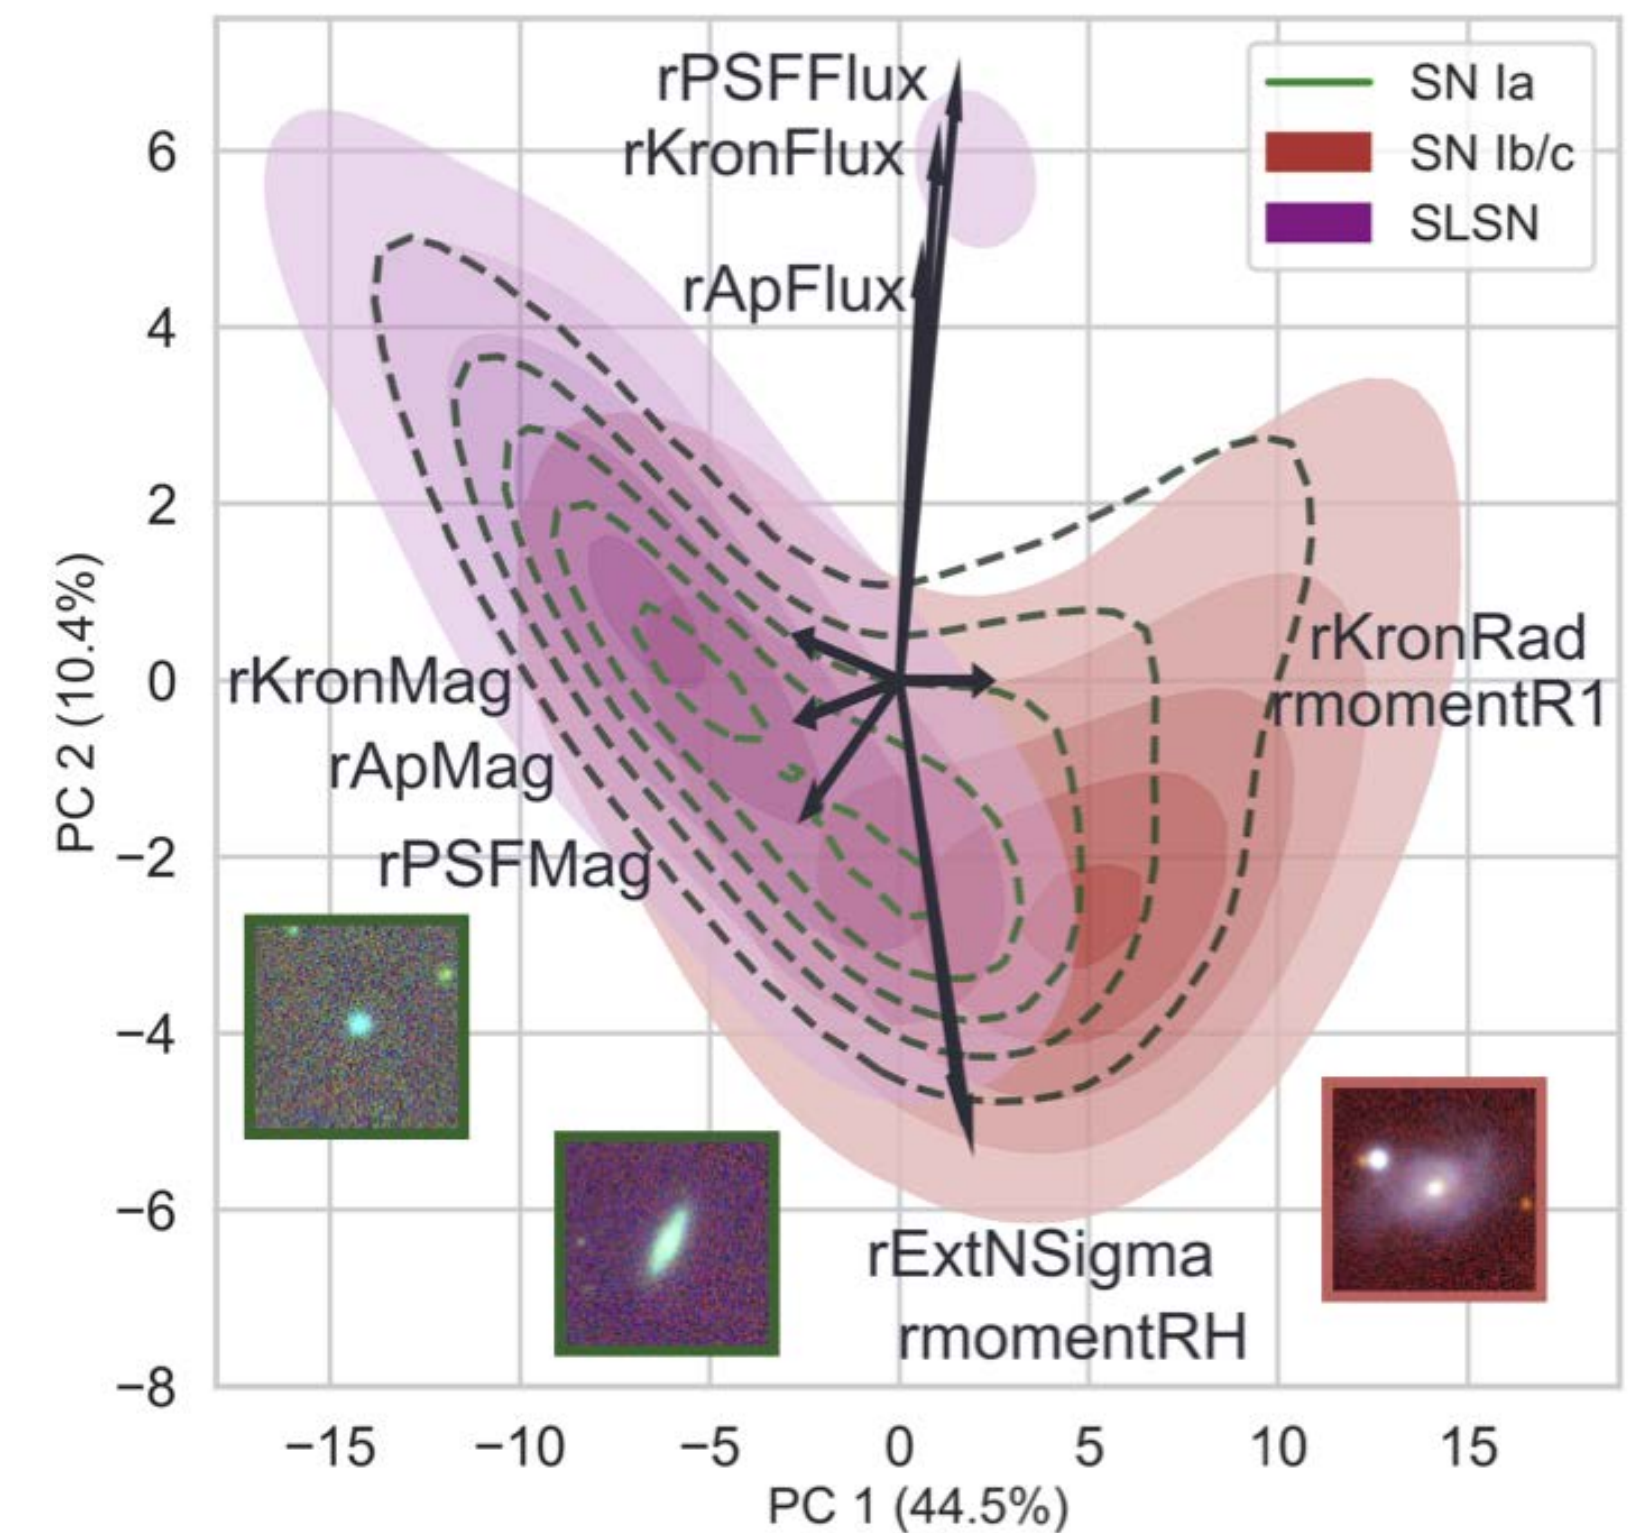 rPSFFlux
rKronFlux
rApFlux
SN Ia
SN Ib/c
SLSN
6
4
2
0
−2
−4
−6
−8
PC 2 (10.4%)
rKronMag
rApMag
rPSFMag
rKronRad
rmomentR1
rExtNSigma
rmomentRH
−15 −10 −5 0 5 10 15
PC 1 (44.5%)